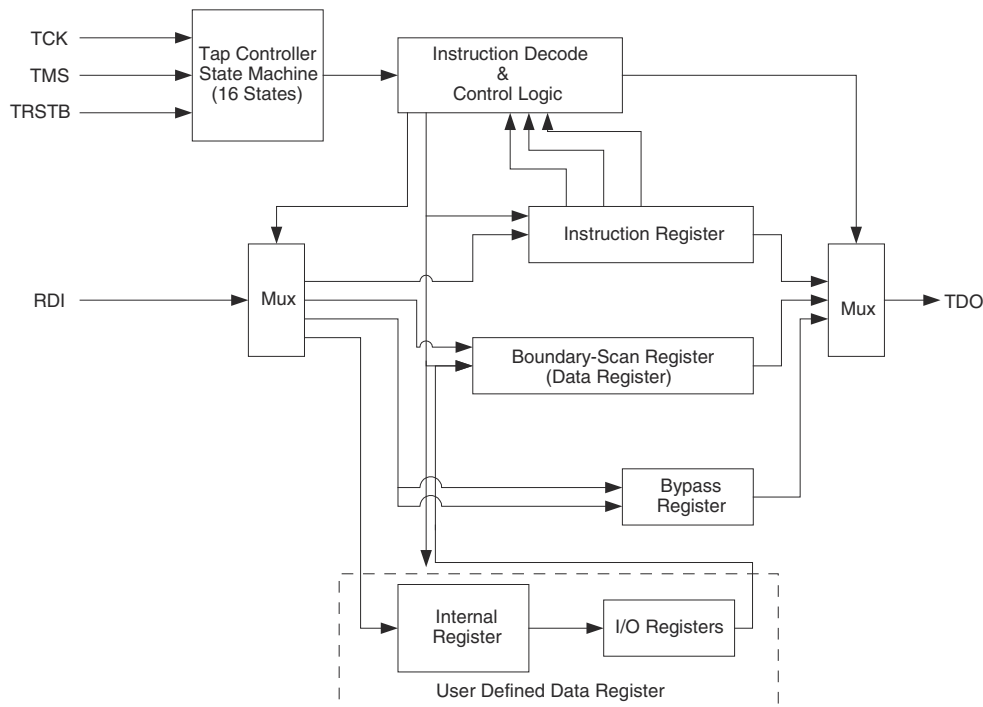 TCK
TMS
TRSTB
Tap Controller
State Machine
(16 States)
Instruction Decode
&
Control Logic
Instruction Register
RDI
Mux
Mux
TDO
Boundary-Scan Register
(Data Register)
Bypass
Register
Internal
Register
I/O Registers
User Defined Data Register